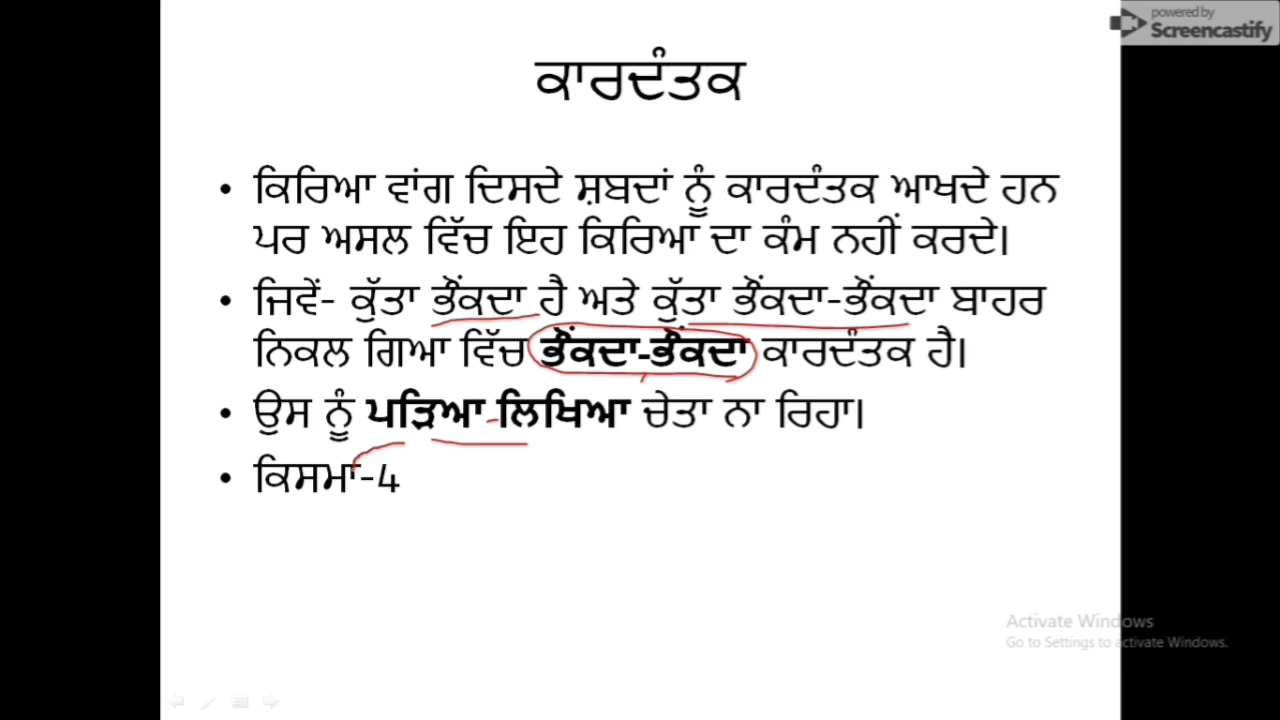 powered by
Screencastify
ਕਾਰਦੰਤਕ
• ਕਿਰਿਆ ਵਾਂਗ ਦਿਸਦੇ ਸ਼ਬਦਾਂ ਨੂੰ ਕਾਰਦੰਤਕ ਆਖਦੇ ਹਨ
ਪਰ ਅਸਲ ਵਿੱਚ ਇਹ ਕਿਰਿਆ ਦਾ ਕੰਮ ਨਹੀਂ ਕਰਦੇ।
• ਜਿਵੇਂ- ਕੁੱਤਾ ਭੌਂਕਦਾ ਹੈ ਅਤੇ ਕੁੱਤਾ ਭੌਂਕਦਾ-ਭੌਂਕਦਾ ਬਾਹਰ
ਨਿਕਲ ਗਿਆ ਵਿੱਚ ਭੌਂਕਦਾ-ਭੌਂਕਦਾ ਕਾਰਦੰਤਕ ਹੈ।
• ਉਸ ਨੂੰ ਪੜਿਆ ਲਿਖਿਆ ਚੇਤਾ ਨਾ ਰਿਹਾ।
• ਕਿਸਮਾਂ-4
Activate Windows
Go to Settings to activate Windows.